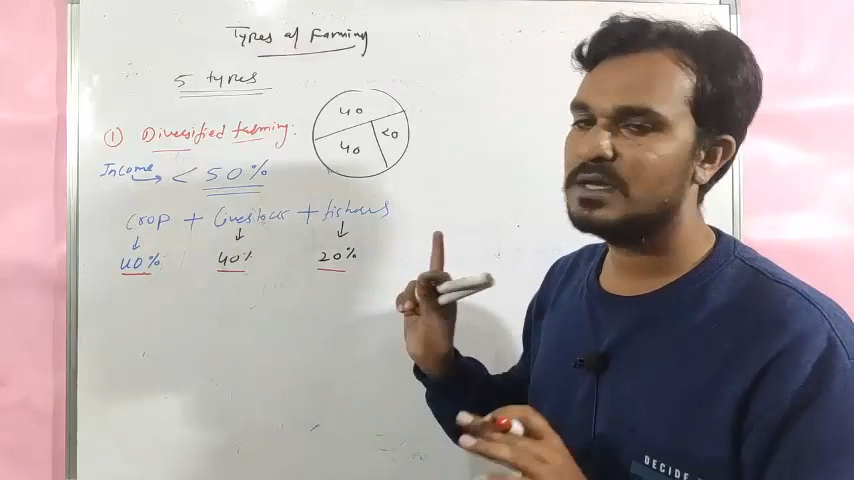 Types of Farming
5 types
① Diversified farming:
Income → < 50%
Crop + Livestock + fisheries
40% 40% 20%
40
40
20
DECIDE